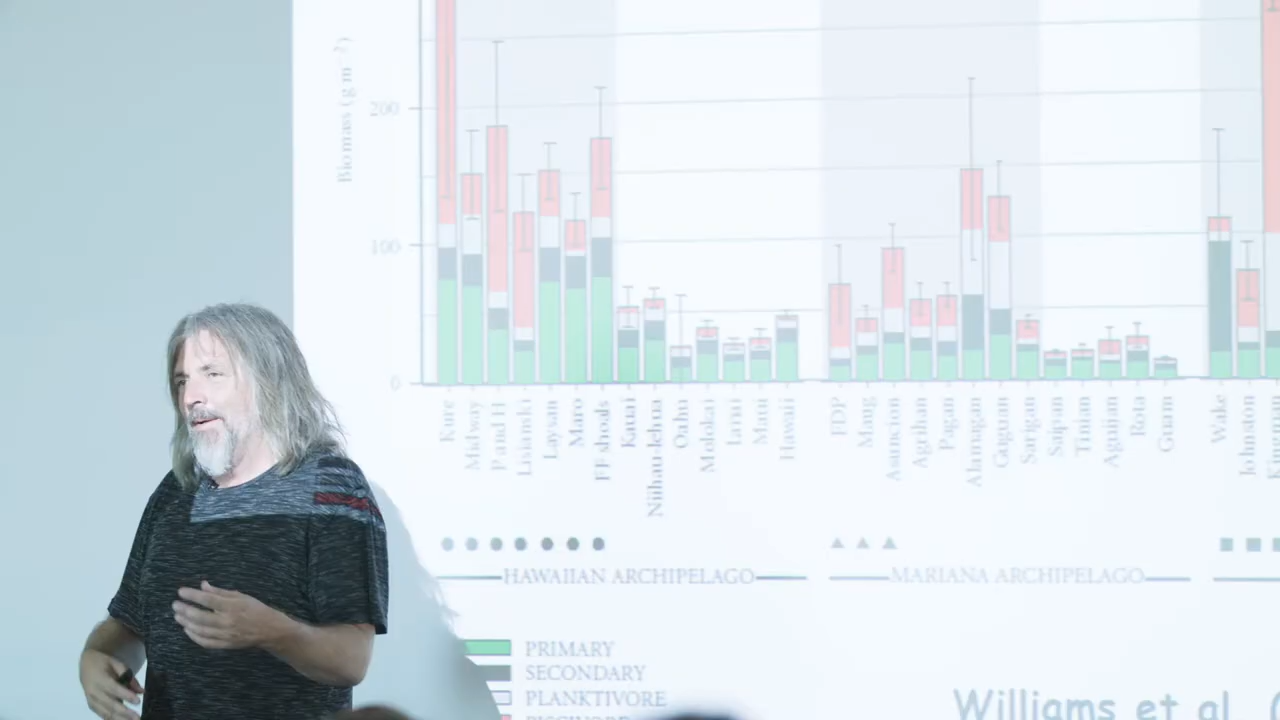 Biomass (g m⁻²)
200
100
0
Kure
Midway
P and H
Lisianski
Laysan
Maro
FF shoals
Kauai
Niihau-lehua
Oahu
Molokai
Lanai
Maui
Hawaii
FDP
Maug
Asuncion
Agrihan
Pagan
Alamagan
Guguan
Sarigan
Saipan
Tinian
Aguijan
Rota
Guam
Wake
Johnston
HAWAIIAN ARCHIPELAGO
MARIANA ARCHIPELAGO
PRIMARY
SECONDARY
PLANKTIVORE
PISCIVORE
Williams et al